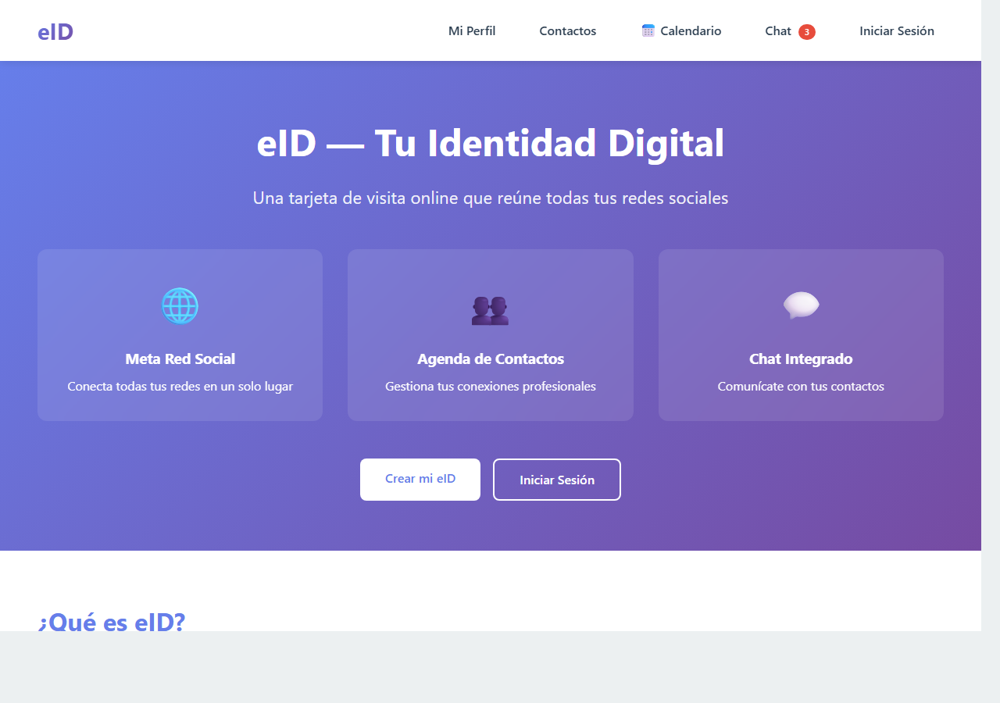 eID
Mi Perfil
Contactos
Calendario
Chat 3
Iniciar Sesión
eID — Tu Identidad Digital
Una tarjeta de visita online que reúne todas tus redes sociales
Meta Red Social
Conecta todas tus redes en un solo lugar
Agenda de Contactos
Gestiona tus conexiones profesionales
Chat Integrado
Comunícate con tus contactos
Crear mi eID
Iniciar Sesión
¿Qué es eID?